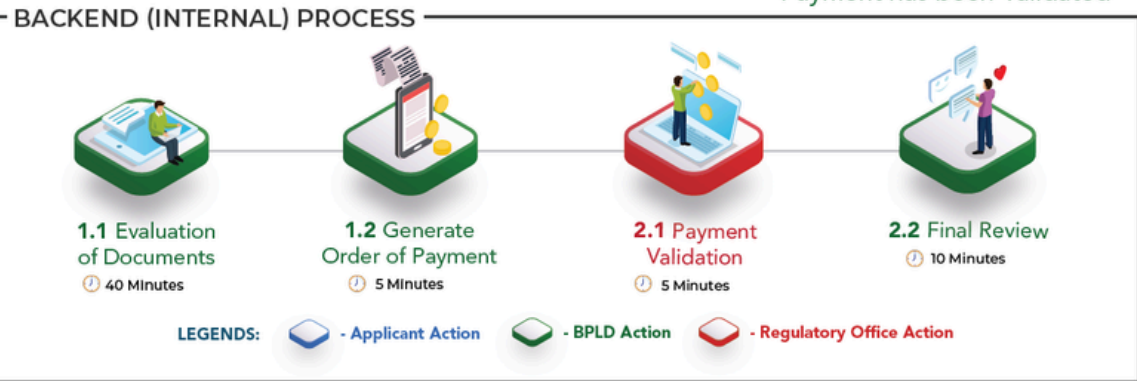 BACKEND (INTERNAL) PROCESS
1.1 Evaluation
of Documents
40 Minutes
1.2 Generate
Order of Payment
5 Minutes
2.1 Payment
Validation
5 Minutes
2.2 Final Review
10 Minutes
LEGENDS:
- Applicant Action
- BPLD Action
- Regulatory Office Action